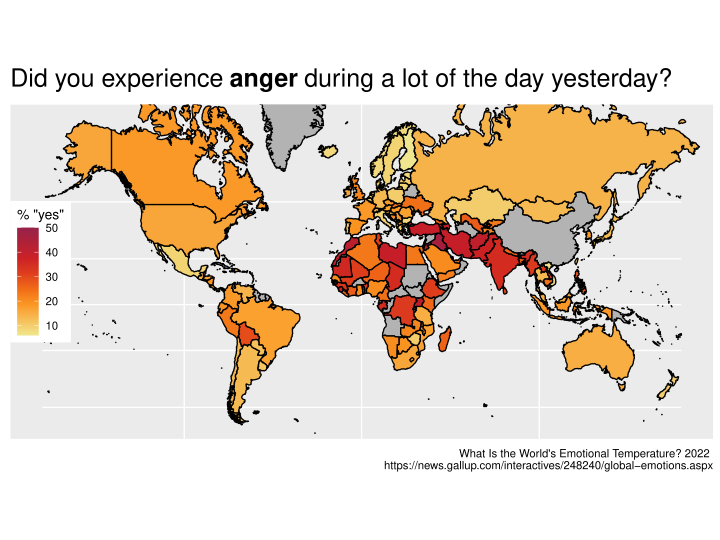 Did you experience anger during a lot of the day yesterday?
% "yes"
50
40
30
20
10
What Is the World's Emotional Temperature? 2022
https://news.gallup.com/interactives/248240/global−emotions.aspx